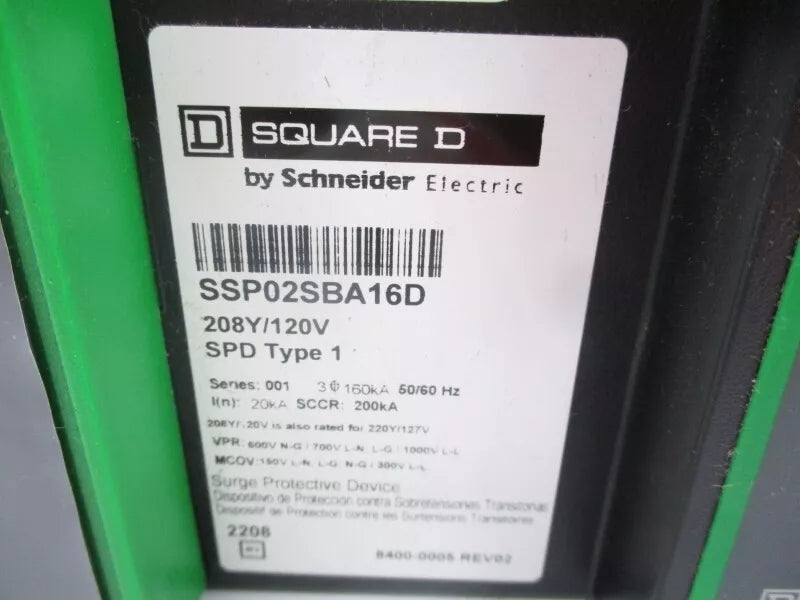 SQUARE D
by Schneider Electric
SSP02SBA16D
208Y/120V
SPD Type 1
Series: 001 3Φ 160kA 50/60 Hz
I(n): 20kA SCCR: 200kA
208Y/120V is also rated for 220Y/127V
VPR: 600V N-G / 700V L-N, L-G / 1000V L-L
MCOV: 150V L-N, L-G, N-G / 300V L-L
Surge Protective Device
Dispositivo de Protección contra Sobretensiones Transitorias
Dispositif de Protection contre les Surtensions Transitoires
2208
8400-0005 REV02